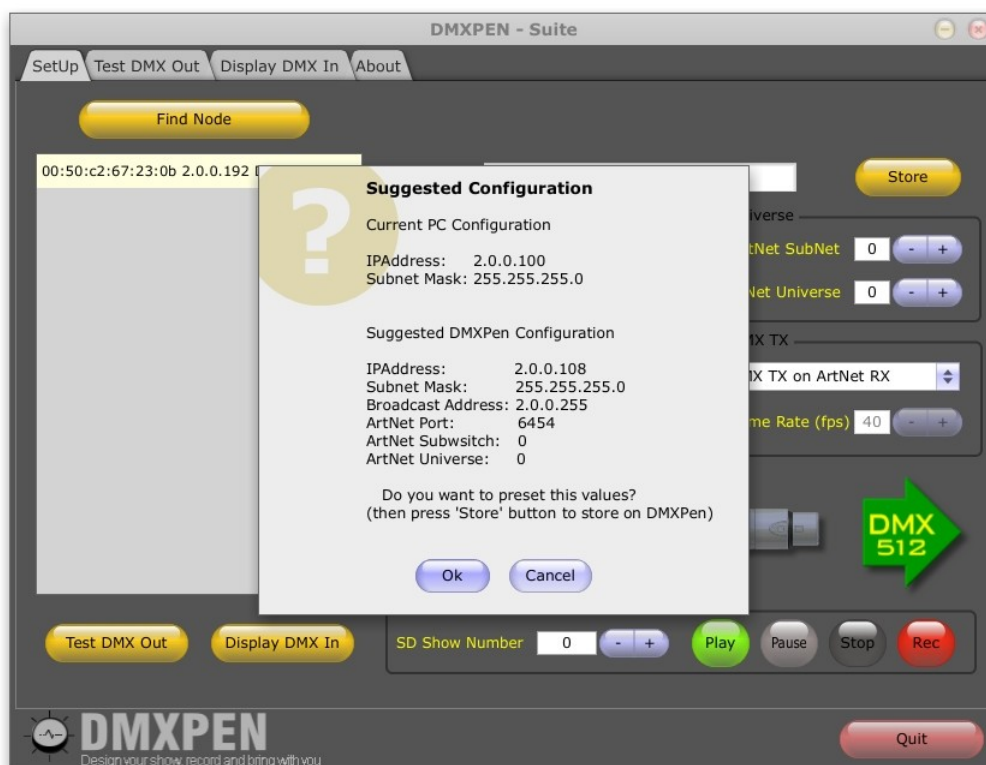 DMXPEN - Suite
SetUp Test DMX Out Display DMX In About
Find Node
00:50:c2:67:23:0b 2.0.0.192
Store
Suggested Configuration
Current PC Configuration
IPAddress: 2.0.0.100
Subnet Mask: 255.255.255.0
Suggested DMXPen Configuration
IPAddress: 2.0.0.108
Subnet Mask: 255.255.255.0
Broadcast Address: 2.0.0.255
ArtNet Port: 6454
ArtNet Subwsitch: 0
ArtNet Universe: 0
Do you want to preset this values?
(then press 'Store' button to store on DMXPen)
Ok Cancel
iverse
tNet SubNet 0 - +
Net Universe 0 - +
MX TX
MX TX on ArtNet RX
me Rate (fps) 40 - +
DMX
512
Test DMX Out Display DMX In
SD Show Number 0 - + Play Pause Stop Rec
DMXPEN
Design your show, record and bring with you
Quit